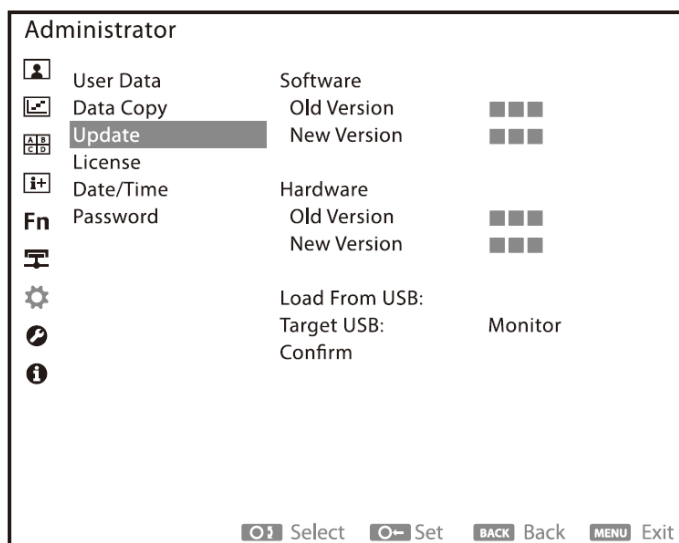 Administrator
User Data
Data Copy
Update
License
Date/Time
Password
Fn
Software
Old Version
New Version
Hardware
Old Version
New Version
Load From USB:
Target USB: Monitor
Confirm
A B
C D
i+
i
Select Set BACK Back MENU Exit